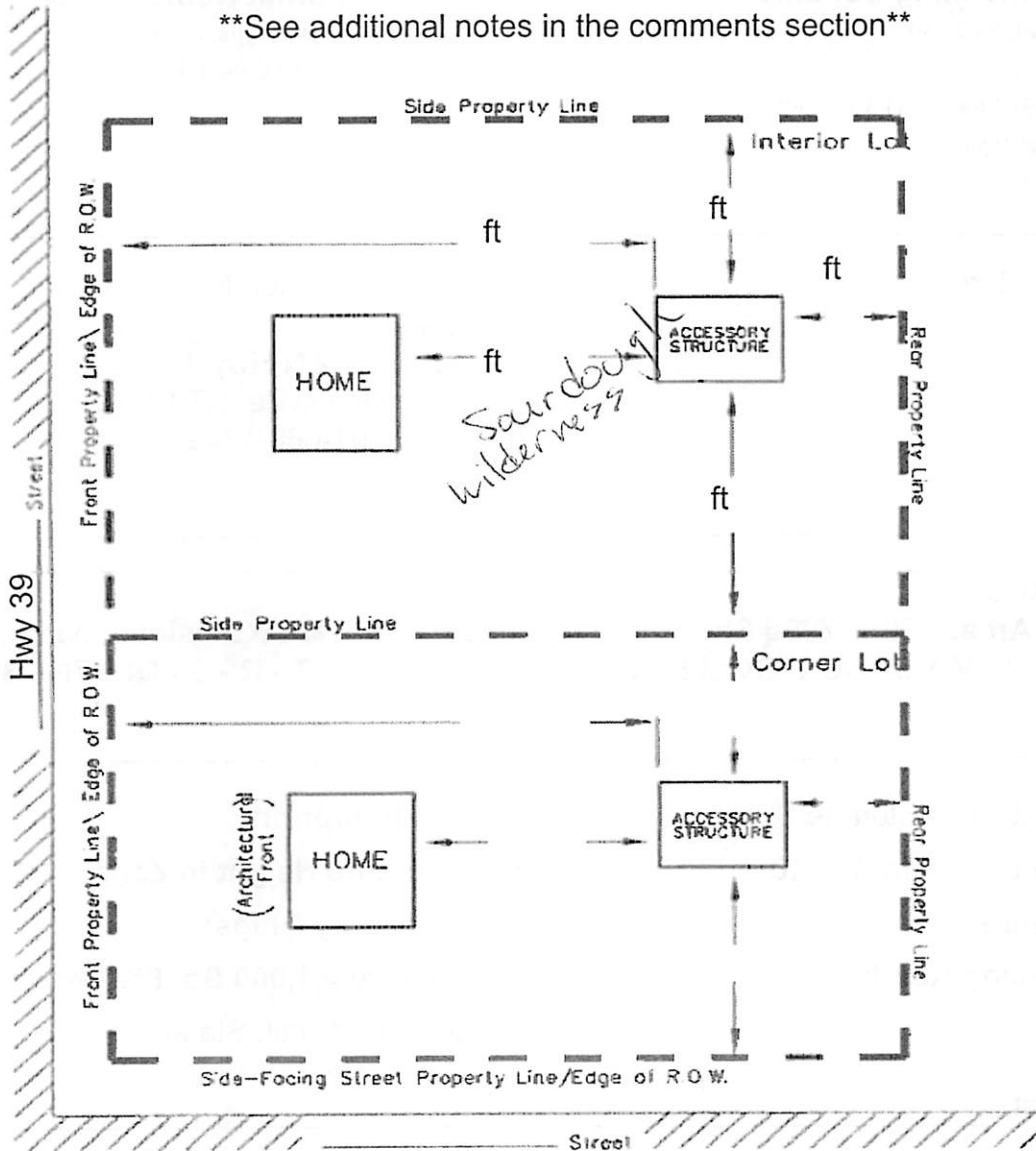 **See additional notes in the comments section**
Side Property Line
Interior Lot
Front Property Line\ Edge of R.O.W.
ft
ft
ft
HOME
ft
ACCESSORY
STRUCTURE
Sourdough
wilderness
Rear Property Line
ft
Street
Hwy 39
Side Property Line
Corner Lot
Front Property Line\ Edge of R.O.W.
(Architectural
Front)
HOME
ACCESSORY
STRUCTURE
Rear Property Line
Side-Facing Street Property Line/Edge of R.O.W.
Street